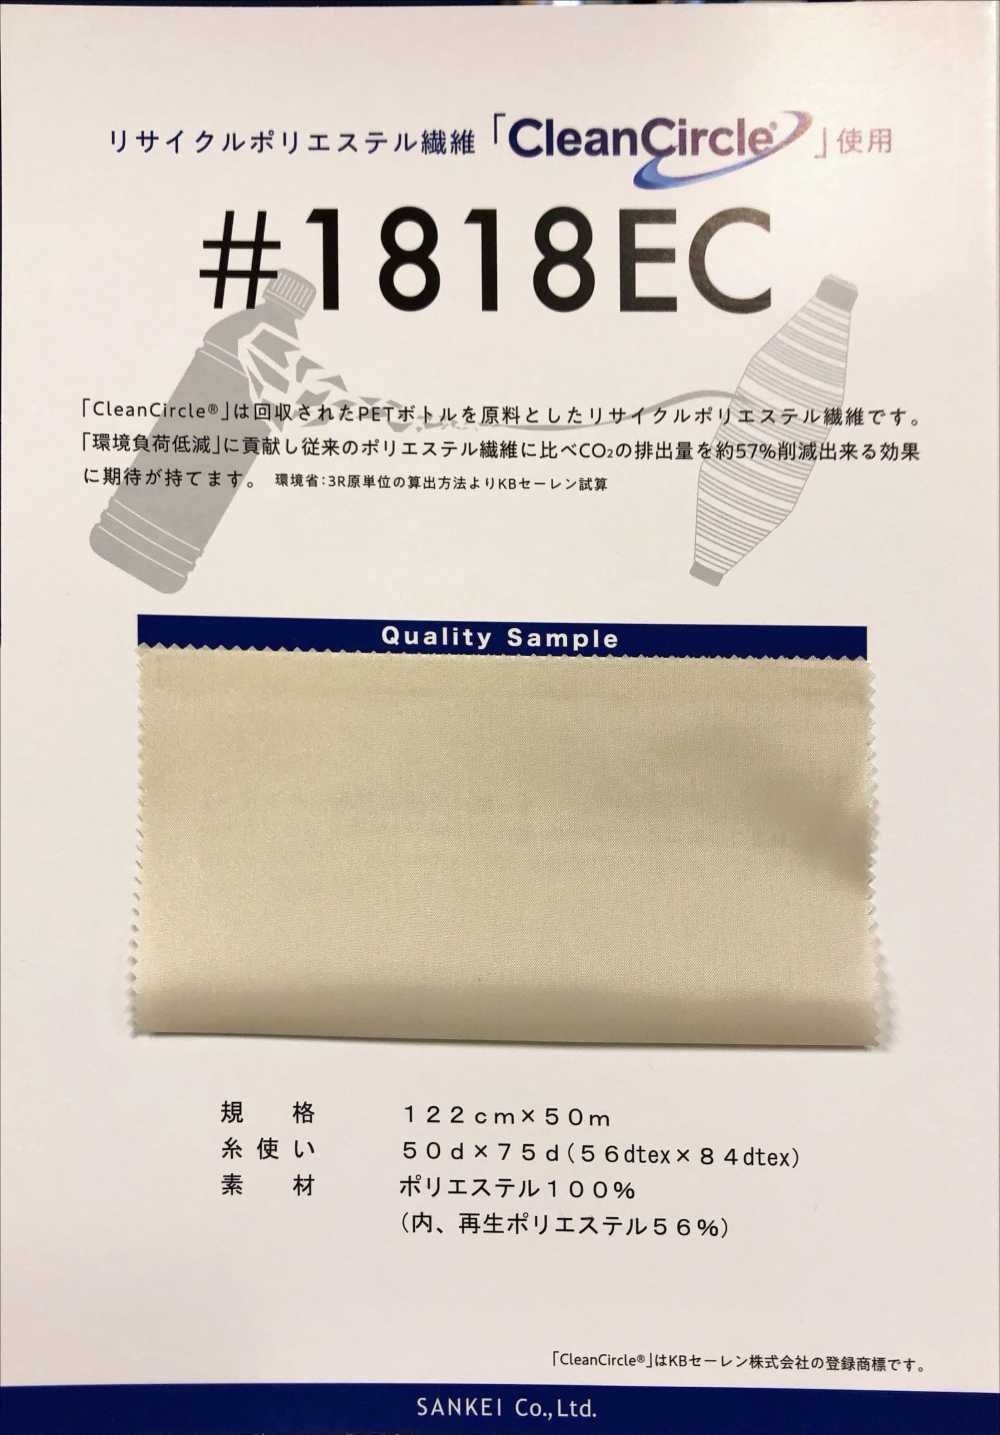 リサイクルポリエステル繊維「CleanCircle®」使用
#1818EC
「CleanCircle®」は回収されたPETボトルを原料としたリサイクルポリエステル繊維です。
「環境負荷低減」に貢献し従来のポリエステル繊維に比べCO₂の排出量を約57%削減出来る効果
に期待が持てます。 環境省:3R原単位の算出方法よりKBセーレン試算
Quality Sample
規　格　１２２ｃｍ×５０ｍ
糸使い　５０ｄ×７５ｄ（５６dtex×８４dtex）
素　材　ポリエステル１００％
（内、再生ポリエステル５６％）
「CleanCircle®」はKBセーレン株式会社の登録商標です。
SANKEI Co.,Ltd.